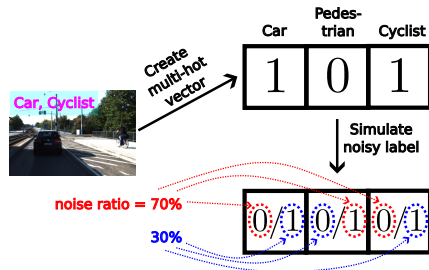 Car
Pedes-
trian
Cyclist
Create
multi-hot
vector
1 0 1
Car, Cyclist
Simulate
noisy label
noise ratio = 70%
0/1 0/1 0/1
30%